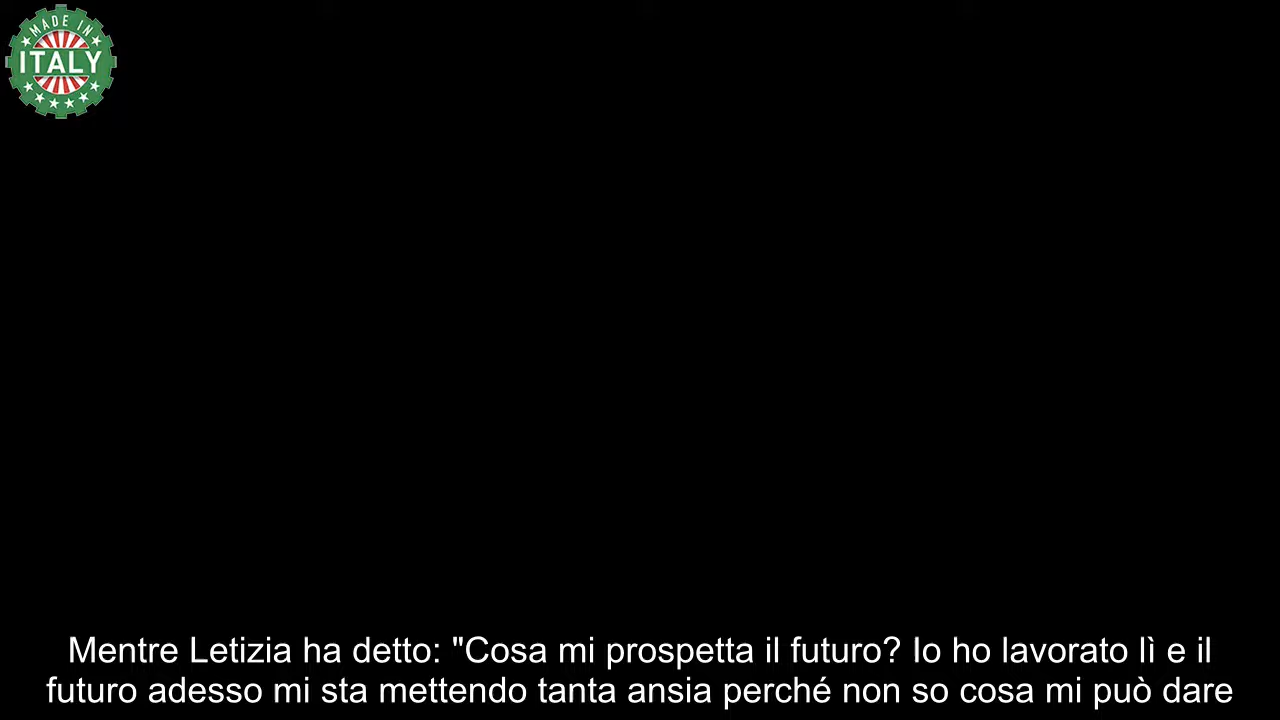 MADE IN
ITALY
Mentre Letizia ha detto: "Cosa mi prospetta il futuro? Io ho lavorato lì e il
futuro adesso mi sta mettendo tanta ansia perché non so cosa mi può dare